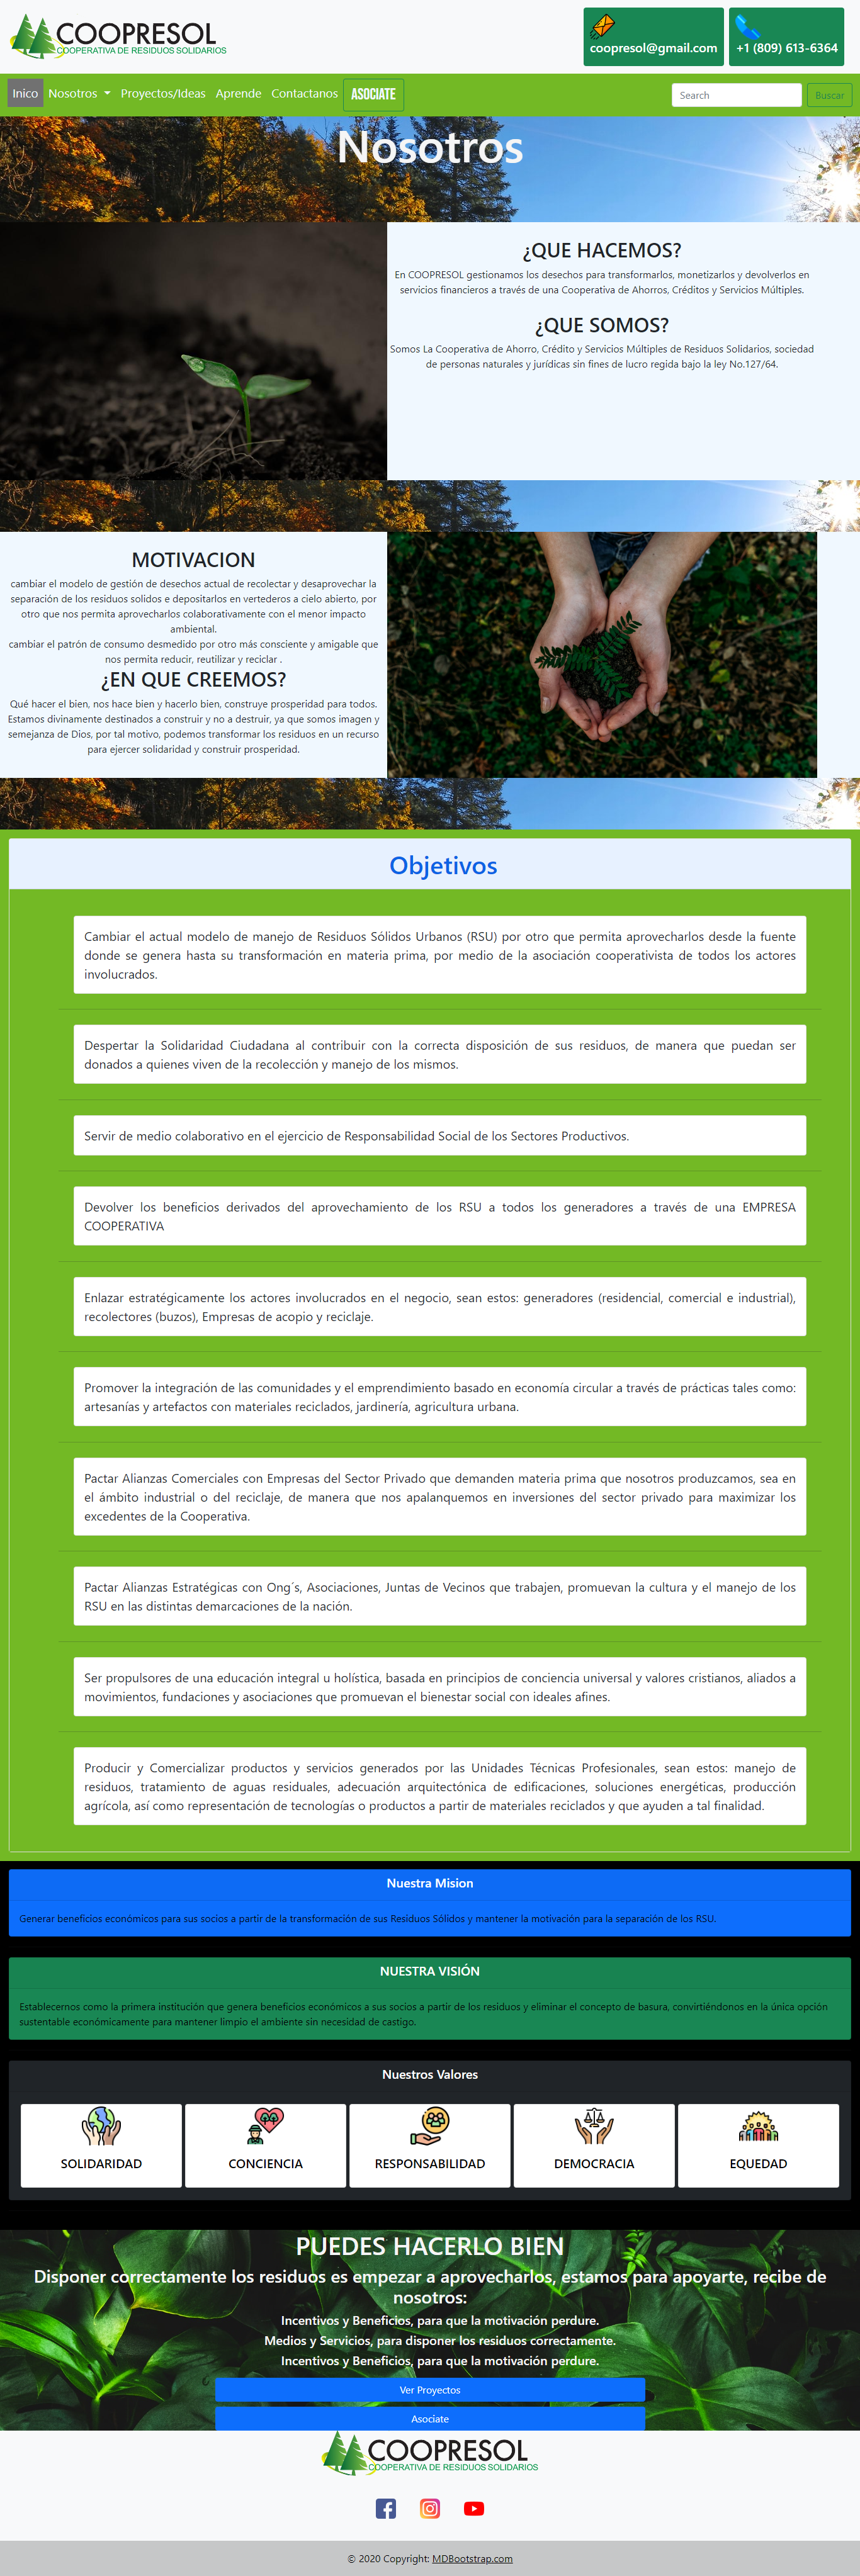 COOPRESOL
COOPERATIVA DE RESIDUOS SOLIDARIOS
coopresol@gmail.com
+1 (809) 613-6364
Inico Nosotros Proyectos/Ideas Aprende Contactanos ASOCIATE Search Buscar
Nosotros
¿QUE HACEMOS?
En COOPRESOL gestionamos los desechos para transformarlos, monetizarlos y devolverlos en
servicios financieros a través de una Cooperativa de Ahorros, Créditos y Servicios Múltiples.
¿QUE SOMOS?
Somos La Cooperativa de Ahorro, Crédito y Servicios Múltiples de Residuos Solidarios, sociedad
de personas naturales y jurídicas sin fines de lucro regida bajo la ley No.127/64.
MOTIVACION
cambiar el modelo de gestión de desechos actual de recolectar y desaprovechar la
separación de los residuos solidos e depositarlos en vertederos a cielo abierto, por
otro que nos permita aprovecharlos colaborativamente con el menor impacto
ambiental.
cambiar el patrón de consumo desmedido por otro más consciente y amigable que
nos permita reducir, reutilizar y reciclar .
¿EN QUE CREEMOS?
Qué hacer el bien, nos hace bien y hacerlo bien, construye prosperidad para todos.
Estamos divinamente destinados a construir y no a destruir, ya que somos imagen y
semejanza de Dios, por tal motivo, podemos transformar los residuos en un recurso
para ejercer solidaridad y construir prosperidad.
Objetivos
Cambiar el actual modelo de manejo de Residuos Sólidos Urbanos (RSU) por otro que permita aprovecharlos desde la fuente
donde se genera hasta su transformación en materia prima, por medio de la asociación cooperativista de todos los actores
involucrados.
Despertar la Solidaridad Ciudadana al contribuir con la correcta disposición de sus residuos, de manera que puedan ser
donados a quienes viven de la recolección y manejo de los mismos.
Servir de medio colaborativo en el ejercicio de Responsabilidad Social de los Sectores Productivos.
Devolver los beneficios derivados del aprovechamiento de los RSU a todos los generadores a través de una EMPRESA
COOPERATIVA
Enlazar estratégicamente los actores involucrados en el negocio, sean estos: generadores (residencial, comercial e industrial),
recolectores (buzos), Empresas de acopio y reciclaje.
Promover la integración de las comunidades y el emprendimiento basado en economía circular a través de prácticas tales como:
artesanías y artefactos con materiales reciclados, jardinería, agricultura urbana.
Pactar Alianzas Comerciales con Empresas del Sector Privado que demanden materia prima que nosotros produzcamos, sea en
el ámbito industrial o del reciclaje, de manera que nos apalanquemos en inversiones del sector privado para maximizar los
excedentes de la Cooperativa.
Pactar Alianzas Estratégicas con Ong´s, Asociaciones, Juntas de Vecinos que trabajen, promuevan la cultura y el manejo de los
RSU en las distintas demarcaciones de la nación.
Ser propulsores de una educación integral u holística, basada en principios de conciencia universal y valores cristianos, aliados a
movimientos, fundaciones y asociaciones que promuevan el bienestar social con ideales afines.
Producir y Comercializar productos y servicios generados por las Unidades Técnicas Profesionales, sean estos: manejo de
residuos, tratamiento de aguas residuales, adecuación arquitectónica de edificaciones, soluciones energéticas, producción
agrícola, así como representación de tecnologías o productos a partir de materiales reciclados y que ayuden a tal finalidad.
Nuestra Mision
Generar beneficios económicos para sus socios a partir de la transformación de sus Residuos Sólidos y mantener la motivación para la separación de los RSU.
NUESTRA VISIÓN
Establecernos como la primera institución que genera beneficios económicos a sus socios a partir de los residuos y eliminar el concepto de basura, convirtiéndonos en la única opción
sustentable económicamente para mantener limpio el ambiente sin necesidad de castigo.
Nuestros Valores
SOLIDARIDAD CONCIENCIA RESPONSABILIDAD DEMOCRACIA EQUEDAD
PUEDES HACERLO BIEN
Disponer correctamente los residuos es empezar a aprovecharlos, estamos para apoyarte, recibe de
nosotros:
Incentivos y Beneficios, para que la motivación perdure.
Medios y Servicios, para disponer los residuos correctamente.
Incentivos y Beneficios, para que la motivación perdure.
Ver Proyectos
Asociate
COOPRESOL
COOPERATIVA DE RESIDUOS SOLIDARIOS
© 2020 Copyright: MDBootstrap.com